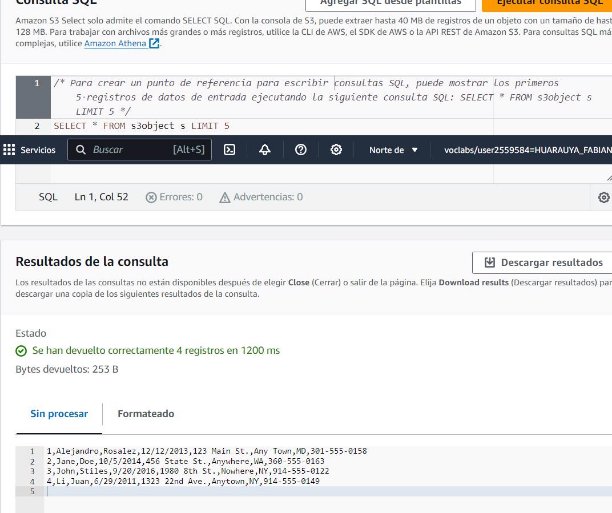 Consulta SQL
Agregar SQL desde plantillas
Ejecutar consulta SQL
Amazon S3 Select solo admite el comando SELECT SQL. Con la consola de S3, puede extraer hasta 40 MB de registros de un objeto con un tamaño de hast
128 MB. Para trabajar con archivos más grandes o más registros, utilice la CLI de AWS, el SDK de AWS o la API REST de Amazon S3. Para consultas SQL má
complejas, utilice Amazon Athena
1 /* Para crear un punto de referencia para escribir consultas SQL, puede mostrar los primeros
5 registros de datos de entrada ejecutando la siguiente consulta SQL: SELECT * FROM s3object s
LIMIT 5 */
2 SELECT * FROM s3object s LIMIT 5
Servicios Buscar [Alt+S] Norte de voclabs/user2559584=HUARAUYA_FABIAN
SQL Ln 1, Col 52 Errores: 0 Advertencias: 0
Resultados de la consulta
Descargar resultados
Los resultados de las consultas no están disponibles después de elegir Close (Cerrar) o salir de la página. Elija Download results (Descargar resultados) par
descargar una copia de los siguientes resultados de la consulta.
Estado
Se han devuelto correctamente 4 registros en 1200 ms
Bytes devueltos: 253 B
Sin procesar Formateado
1 1,Alejandro,Rosalez,12/12/2013,123 Main St.,Any Town,MD,301-555-0158
2 2,Jane,Doe,10/5/2014,456 State St.,Anywhere,WA,360-555-0163
3 3,John,Stiles,9/20/2016,1980 8th St.,Nowhere,NY,914-555-0122
4 4,Li,Juan,6/29/2011,1323 22nd Ave.,Anytown,NY,914-555-0149
5